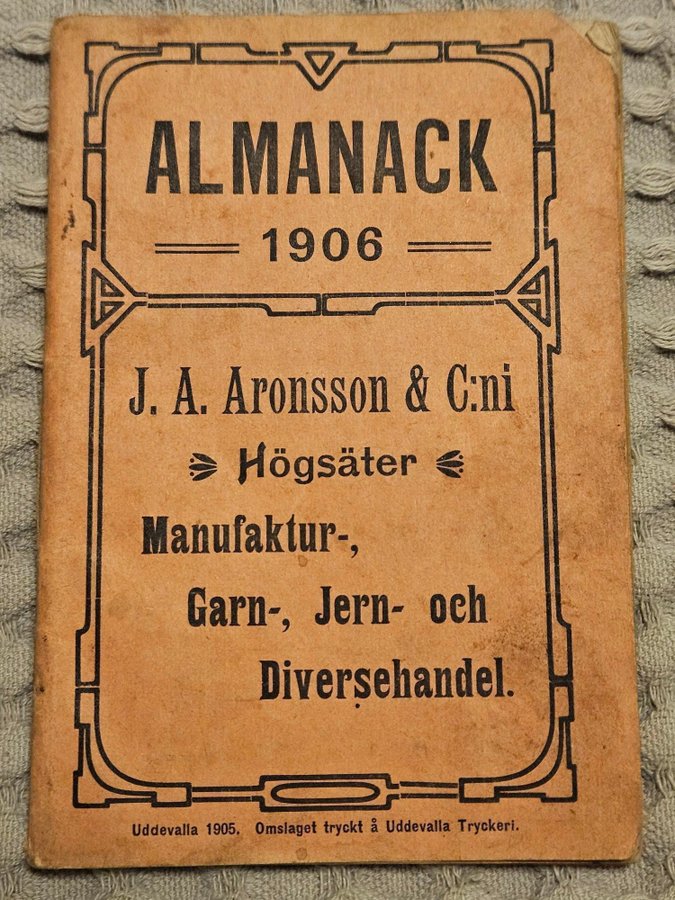 ALMANACK
1906
J. A. Aronsson & C:ni
Högsäter
Manufaktur-,
Garn-, Jern- och
Diversehandel.
Uddevalla 1905. Omslaget tryckt å Uddevalla Tryckeri.